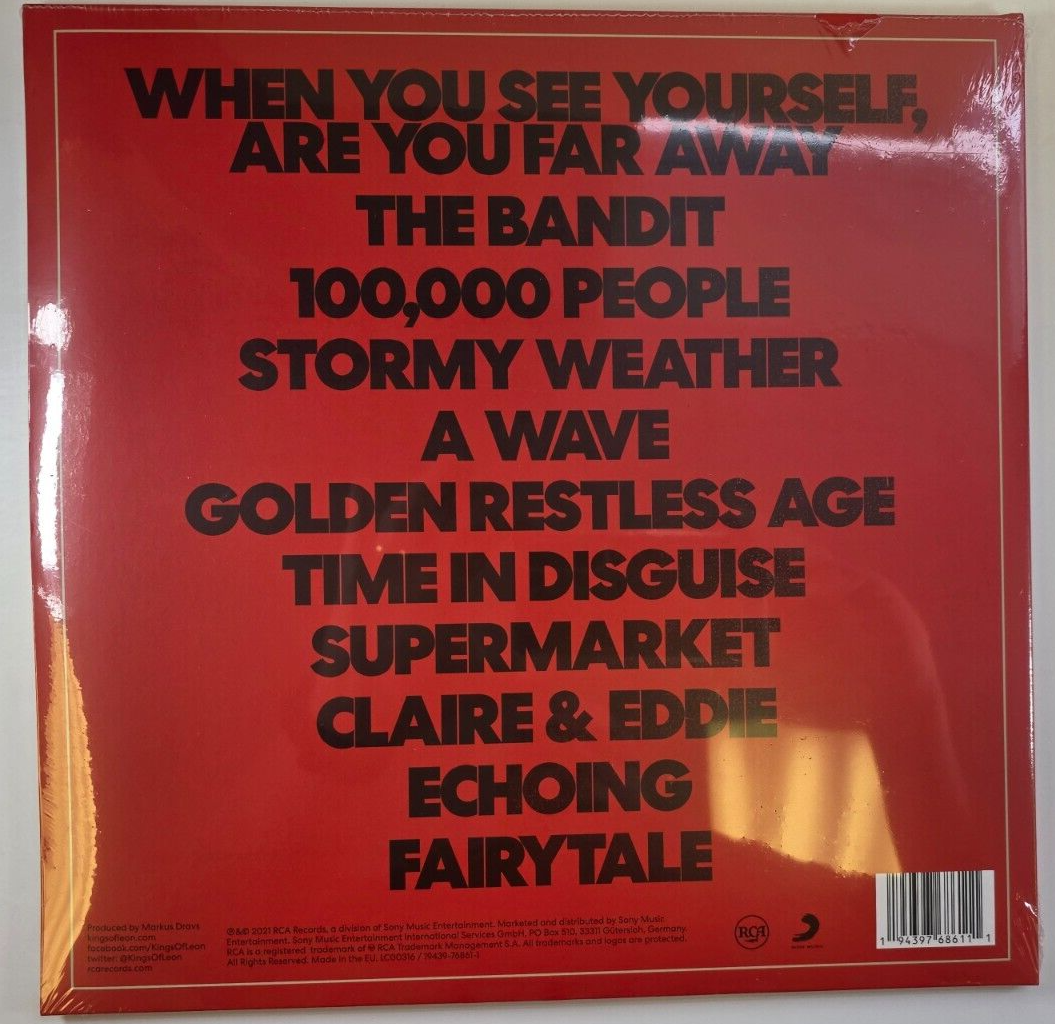 WHEN YOU SEE YOURSELF,
ARE YOU FAR AWAY
THE BANDIT
100,000 PEOPLE
STORMY WEATHER
A WAVE
GOLDEN RESTLESS AGE
TIME IN DISGUISE
SUPERMARKET
CLAIRE & EDDIE
ECHOING
FAIRYTALE
Produced by Markus Dravs
kingsofleon.com
facebook.com/KingsOfLeon
twitter: @KingsOfLeon
rcarecords.com
℗&© 2021 RCA Records, a division of Sony Music Entertainment. Marketed and distributed by Sony Music
Entertainment. Sony Music Entertainment International Services GmbH, PO Box 510, 33311 Gütersloh, Germany.
RCA is a registered trademark of RCA Trademark Management S.A. All trademarks and logos are protected.
All Rights Reserved. Made in the EU. LC00316 / 19439-76861-1
RCA
SONY MUSIC
1 94397 68611 1